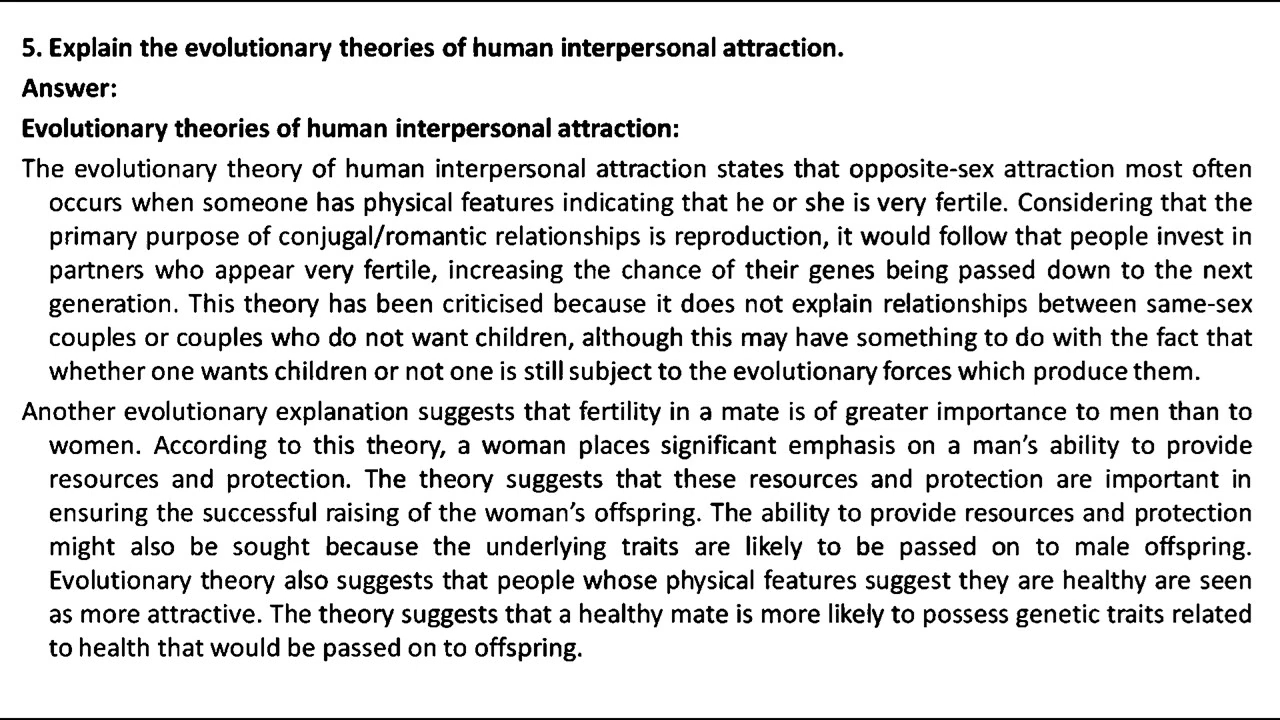 5. Explain the evolutionary theories of human interpersonal attraction.
Answer:
Evolutionary theories of human interpersonal attraction:
The evolutionary theory of human interpersonal attraction states that opposite-sex attraction most often
occurs when someone has physical features indicating that he or she is very fertile. Considering that the
primary purpose of conjugal/romantic relationships is reproduction, it would follow that people invest in
partners who appear very fertile, increasing the chance of their genes being passed down to the next
generation. This theory has been criticised because it does not explain relationships between same-sex
couples or couples who do not want children, although this may have something to do with the fact that
whether one wants children or not one is still subject to the evolutionary forces which produce them.
Another evolutionary explanation suggests that fertility in a mate is of greater importance to men than to
women. According to this theory, a woman places significant emphasis on a man’s ability to provide
resources and protection. The theory suggests that these resources and protection are important in
ensuring the successful raising of the woman’s offspring. The ability to provide resources and protection
might also be sought because the underlying traits are likely to be passed on to male offspring.
Evolutionary theory also suggests that people whose physical features suggest they are healthy are seen
as more attractive. The theory suggests that a healthy mate is more likely to possess genetic traits related
to health that would be passed on to offspring.